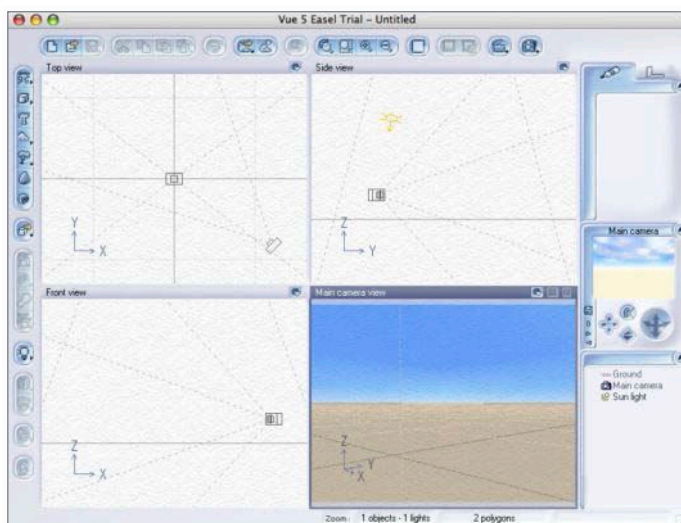 Vue 5 Easel Trial – Untitled
Top view
Side view
Y
X
Z
Y
Main camera
Front view
Main camera view
Z
X
Z
Y
X
Ground
Main camera
Sun light
Zoom: 1 objects - 1 lights 2 polygons